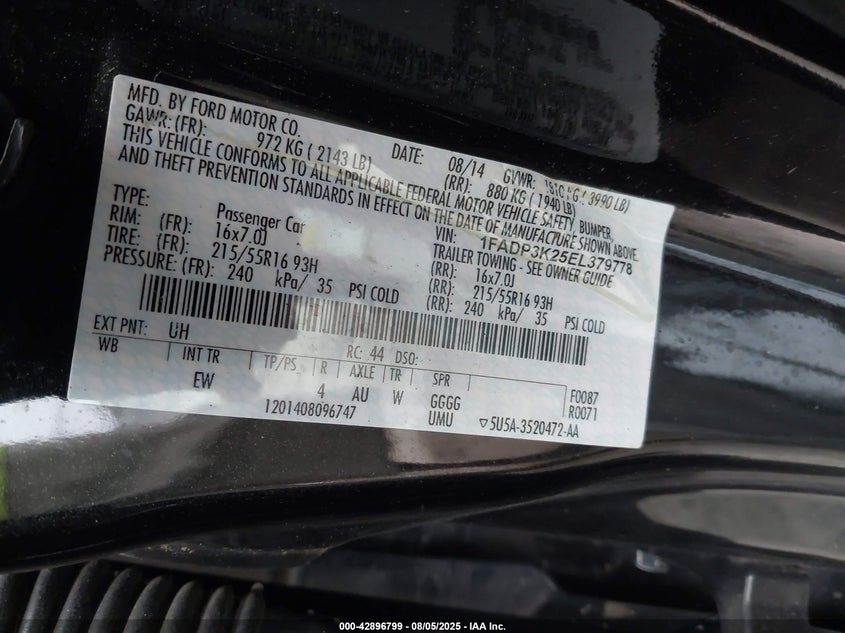 MFD. BY FORD MOTOR CO. DATE: 08/14 GVWR: KG ( 3990 LB)
GAWR: (FR): 972 KG ( 2143 LB) (RR): 880 KG ( 1940 LB)
THIS VEHICLE CONFORMS TO ALL APPLICABLE FEDERAL MOTOR VEHICLE SAFETY, BUMPER
AND THEFT PREVENTION STANDARDS IN EFFECT ON THE DATE OF MANUFACTURE SHOWN ABOVE.
VIN: 1FADP3K25EL379778
TYPE: Passenger Car TRAILER TOWING - SEE OWNER GUIDE
RIM: (FR): 16x7.0J (RR): 16x7.0J
TIRE: (FR): 215/55R16 93H (RR): 215/55R16 93H
PRESSURE: (FR): 240 kPa/ 35 PSI COLD (RR): 240 kPa/ 35 PSI COLD
EXT PNT: UH RC: 44 DSO:
WB INT TR TP/PS R AXLE TR SPR F0087
EW 4 AU W GGGG R0071
1201408096747 UMU ▽5U5A-3520472-AA
000-42896799 - 08/05/2025 - IAA Inc.